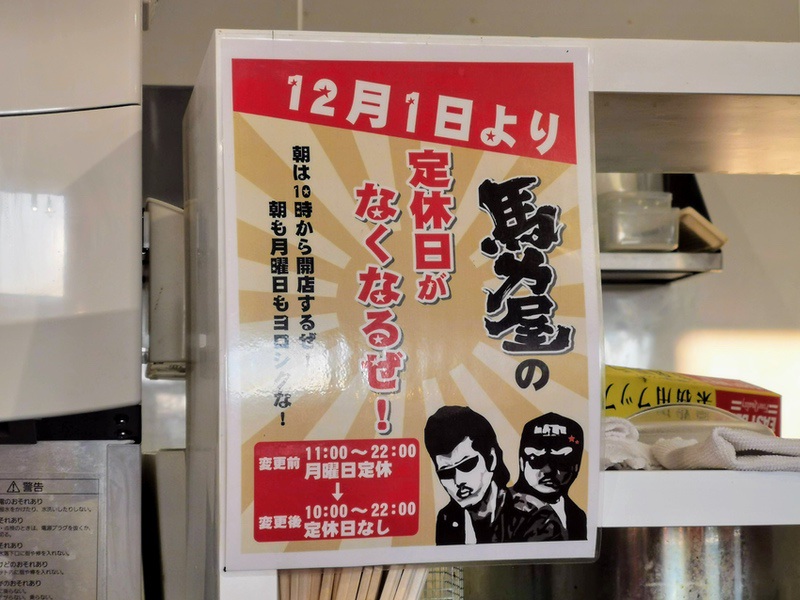 12月1日より
馬力屋の
定休日が
なくなるぜ!
朝は10時から開店するぜ!
朝も月曜日もヨロシクな!
変更前 11:00～22:00
月曜日定休
↓
変更後 10:00～22:00
定休日なし
警告